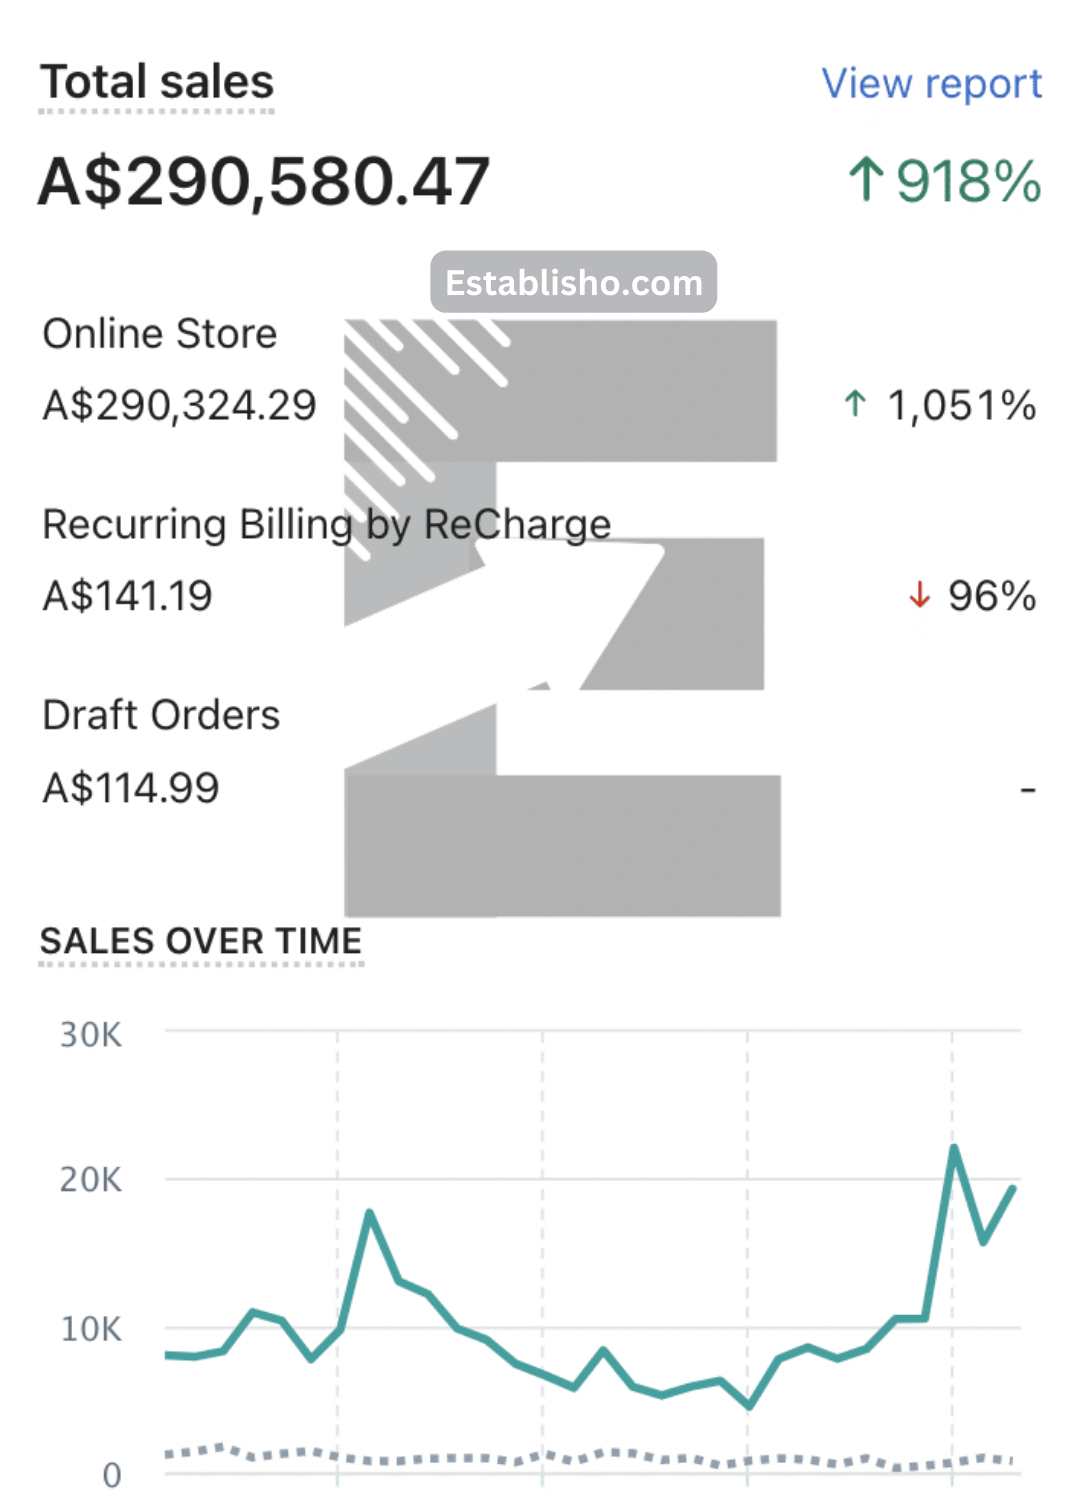 Total sales
View report
A$290,580.47
↑ 918%
Establisho.com
Online Store
A$290,324.29
↑ 1,051%
Recurring Billing by ReCharge
A$141.19
↓ 96%
Draft Orders
A$114.99
-
SALES OVER TIME
30K
20K
10K
0